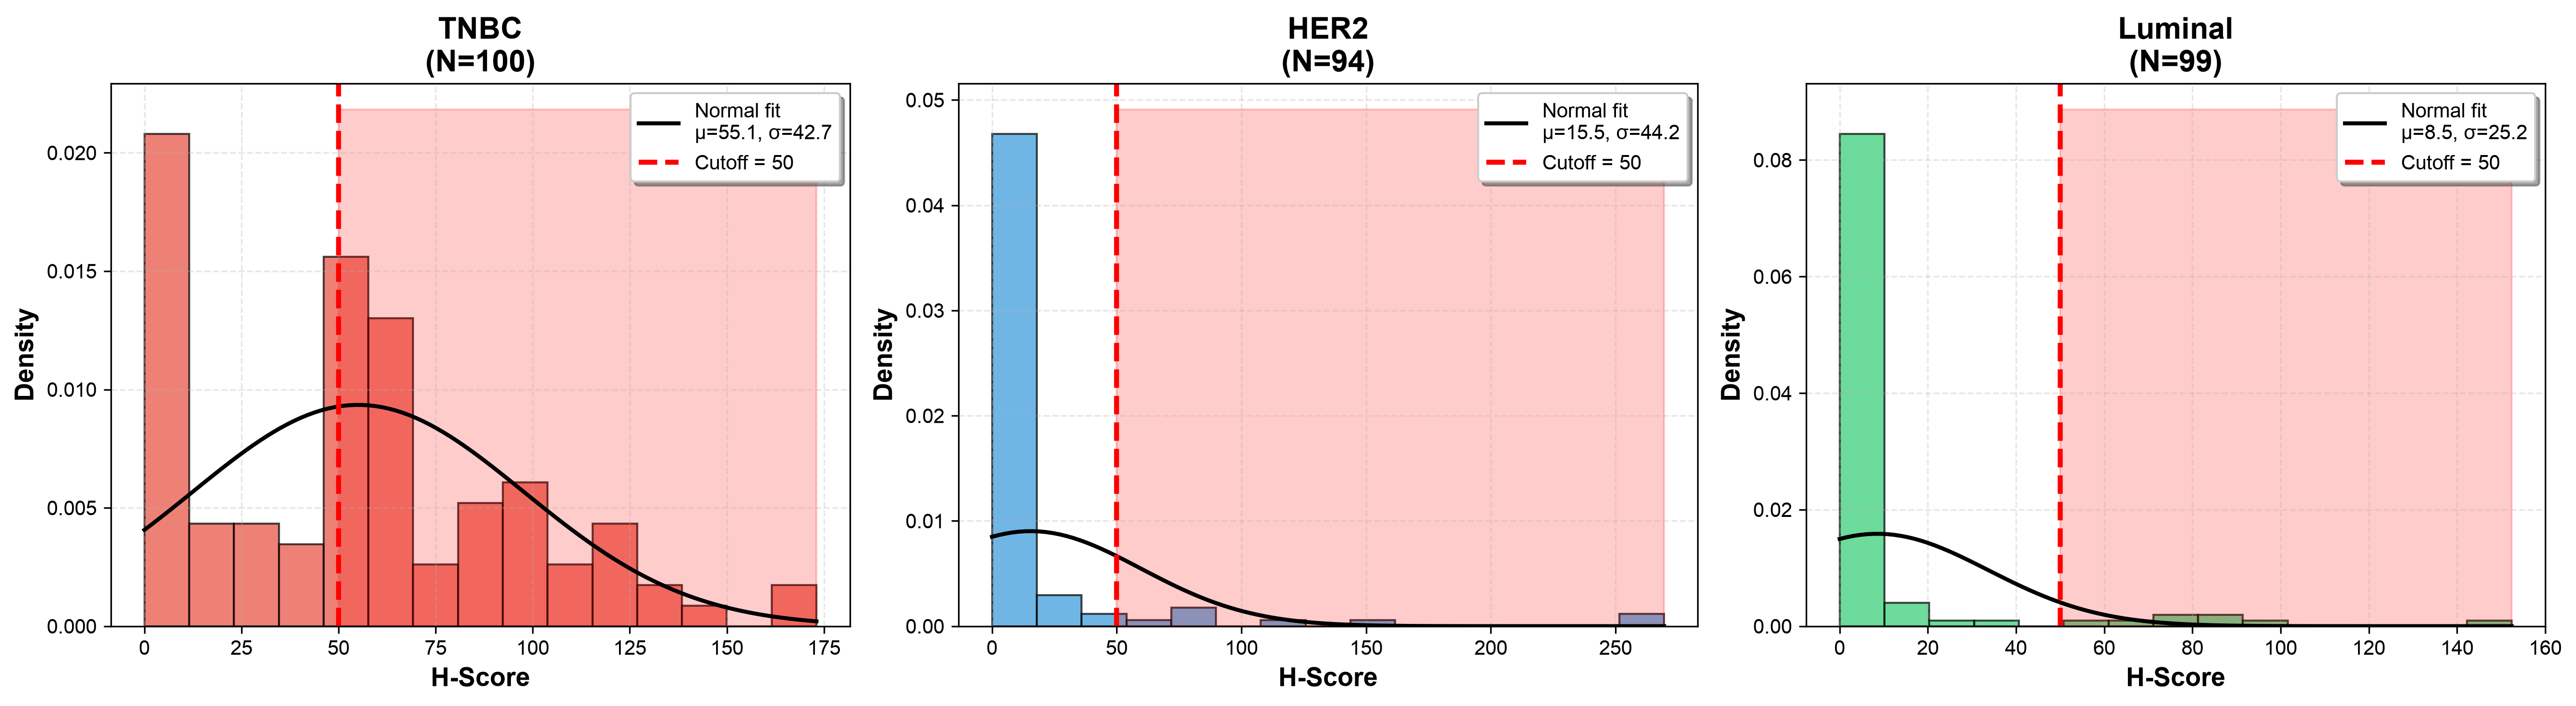 TNBC
(N=100)
Density
0.020
0.015
0.010
0.005
0.000
Normal fit
μ=55.1, σ=42.7
Cutoff = 50
0 25 50 75 100 125 150 175
H-Score
HER2
(N=94)
Density
0.05
0.04
0.03
0.02
0.01
0.00
Normal fit
μ=15.5, σ=44.2
Cutoff = 50
0 50 100 150 200 250
H-Score
Luminal
(N=99)
Density
0.08
0.06
0.04
0.02
0.00
Normal fit
μ=8.5, σ=25.2
Cutoff = 50
0 20 40 60 80 100 120 140 160
H-Score